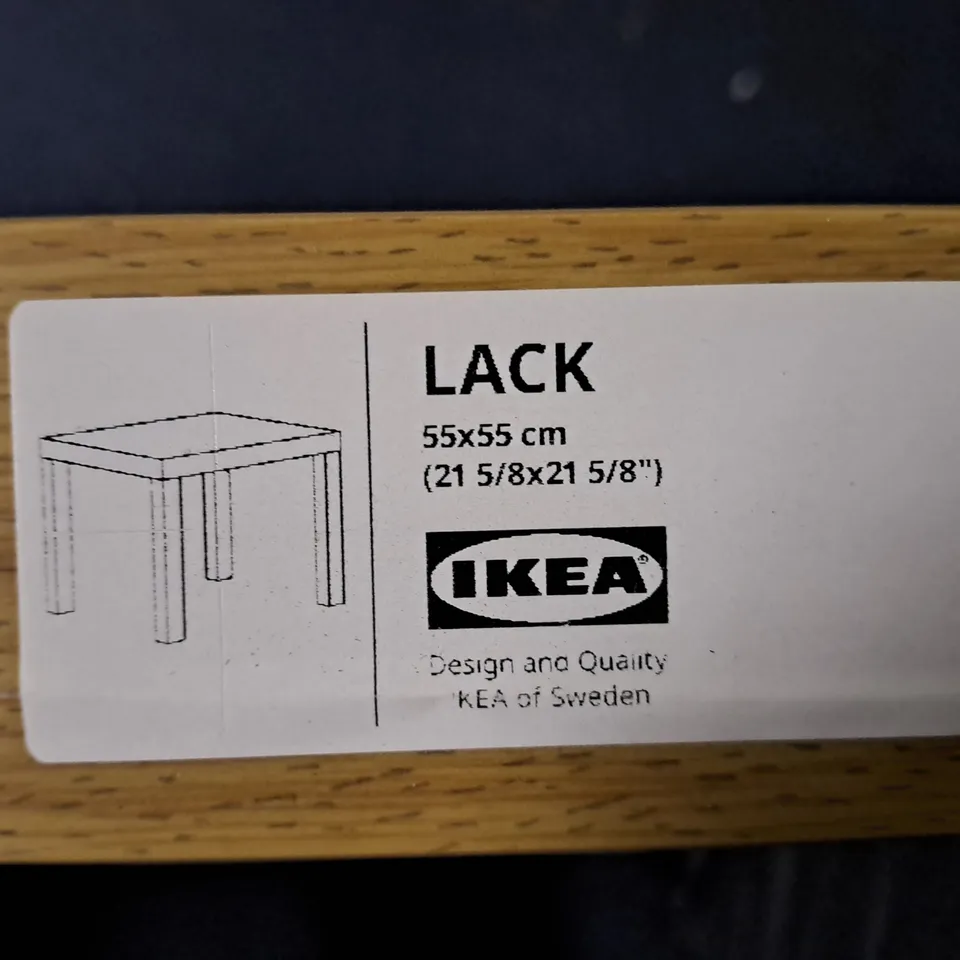 LACK
55x55 cm
(21 5/8x21 5/8")
IKEA®
Design and Quality
IKEA of Sweden